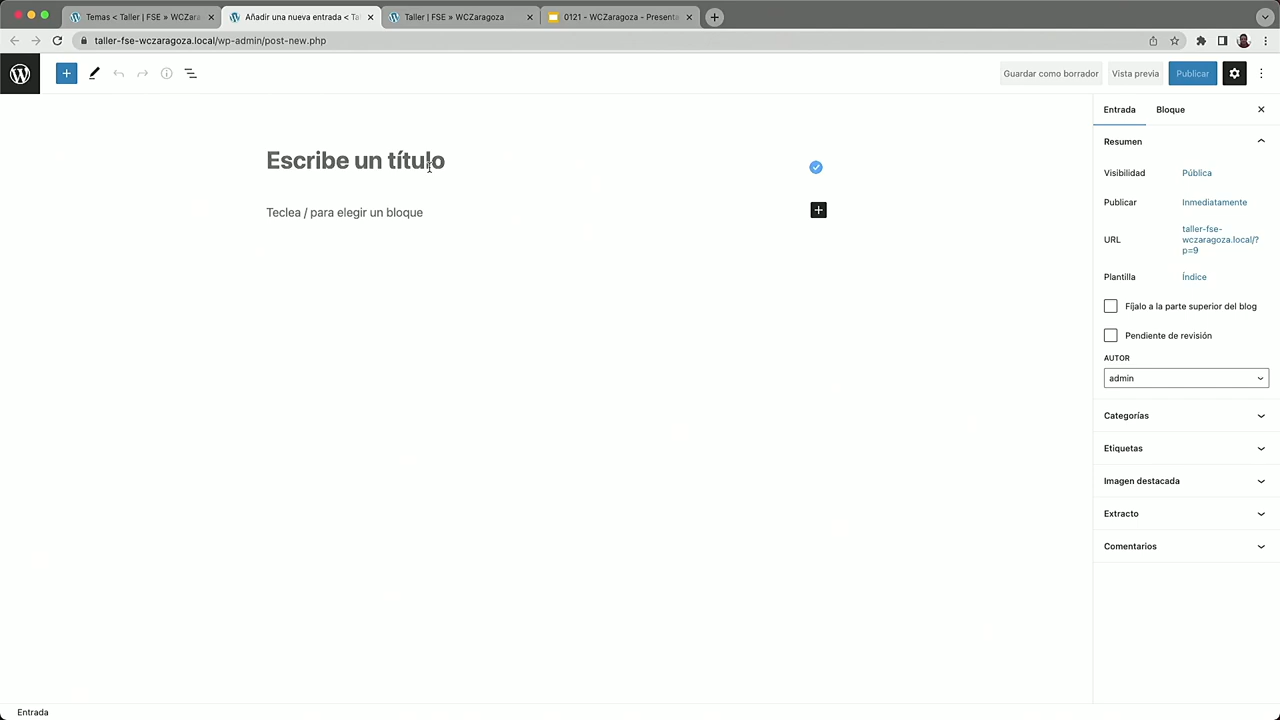 Temas < Taller | FSE » WCZara
Añadir una nueva entrada < Ta
Taller | FSE » WCZaragoza
0121 - WCZaragoza - Presenta
taller-fse-wczaragoza.local/wp-admin/post-new.php
Guardar como borrador
Vista previa
Publicar
Entrada
Bloque
Escribe un título
Teclea / para elegir un bloque
Resumen
Visibilidad
Pública
Publicar
Inmediatamente
URL
taller-fse-
wczaragoza.local/?
p=9
Plantilla
Índice
Fíjalo a la parte superior del blog
Pendiente de revisión
AUTOR
admin
Categorías
Etiquetas
Imagen destacada
Extracto
Comentarios
Entrada